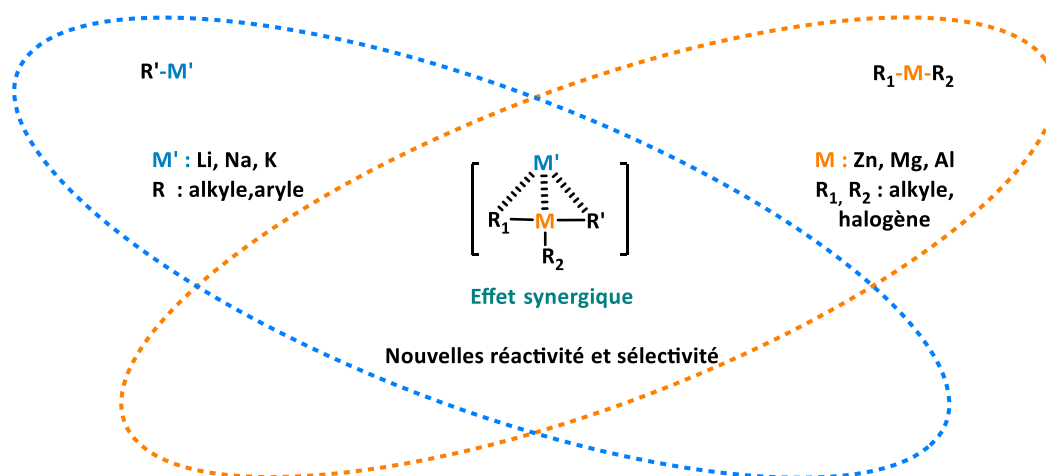 R'-M'
R₁-M-R₂
M' : Li, Na, K
R : alkyle,aryle
M : Zn, Mg, Al
R₁, R₂ : alkyle,
halogène
M'
R₁ M R'
R₂
Effet synergique
Nouvelles réactivité et sélectivité